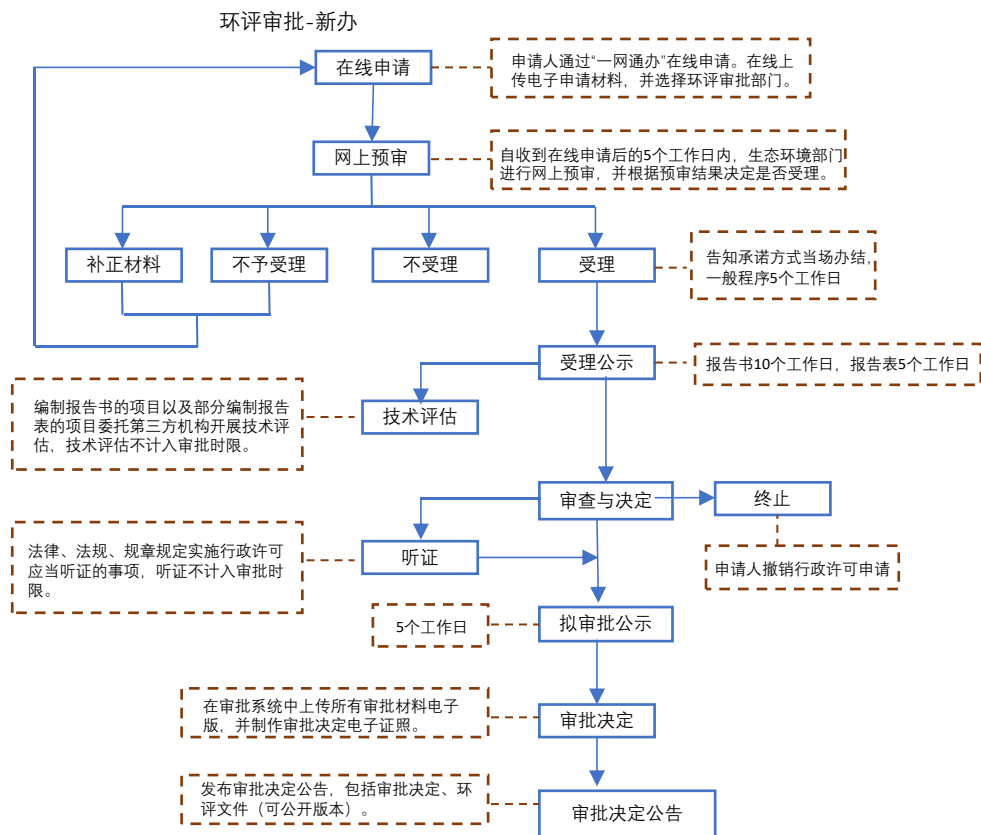 环评审批-新办
在线申请
申请人通过“一网通办”在线申请。在线上
传电子申请材料，并选择环评审批部门。
网上预审
自收到在线申请后的5个工作日内，生态环境部门
进行网上预审，并根据预审结果决定是否受理。
补正材料
不予受理
不受理
受理
告知承诺方式当场办结，
一般程序5个工作日
受理公示
报告书10个工作日，报告表5个工作日
技术评估
编制报告书的项目以及部分编制报告
表的项目委托第三方机构开展技术评
估，技术评估不计入审批时限。
审查与决定
终止
听证
法律、法规、规章规定实施行政许可
应当听证的事项，听证不计入审批时
限。
申请人撤销行政许可申请
5个工作日
拟审批公示
在审批系统中上传所有审批材料电子
版，并制作审批决定电子证照。
审批决定
发布审批决定公告，包括审批决定、环
评文件（可公开版本）。
审批决定公告